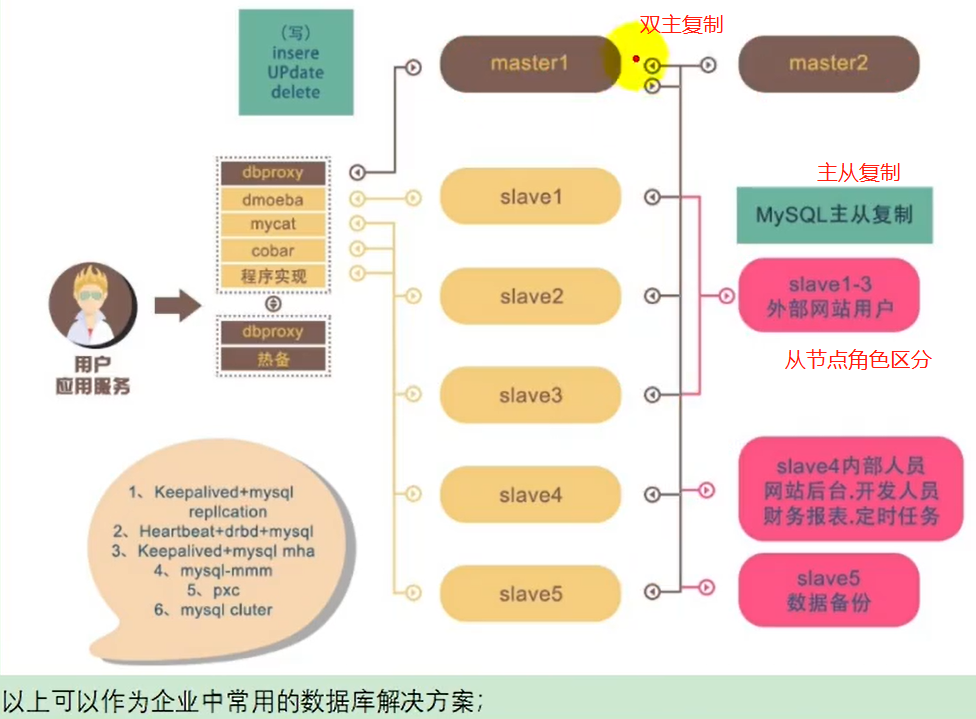 双主复制
(写)
insere
UPdate
delete
master1
master2
dbproxy
dmoeba
mycat
cobar
程序实现
dbproxy
热备
用户
应用服务
slave1
slave2
slave3
slave4
slave5
主从复制
MySQL主从复制
slave1-3
外部网站用户
从节点角色区分
slave4内部人员
网站后台.开发人员
财务报表.定时任务
slave5
数据备份
1、Keepalived+mysql
repllcation
2、Heartbeat+drbd+mysql
3、Keepalived+mysql mha
4、mysql-mmm
5、pxc
6、mysql cluter
以上可以作为企业中常用的数据库解决方案；